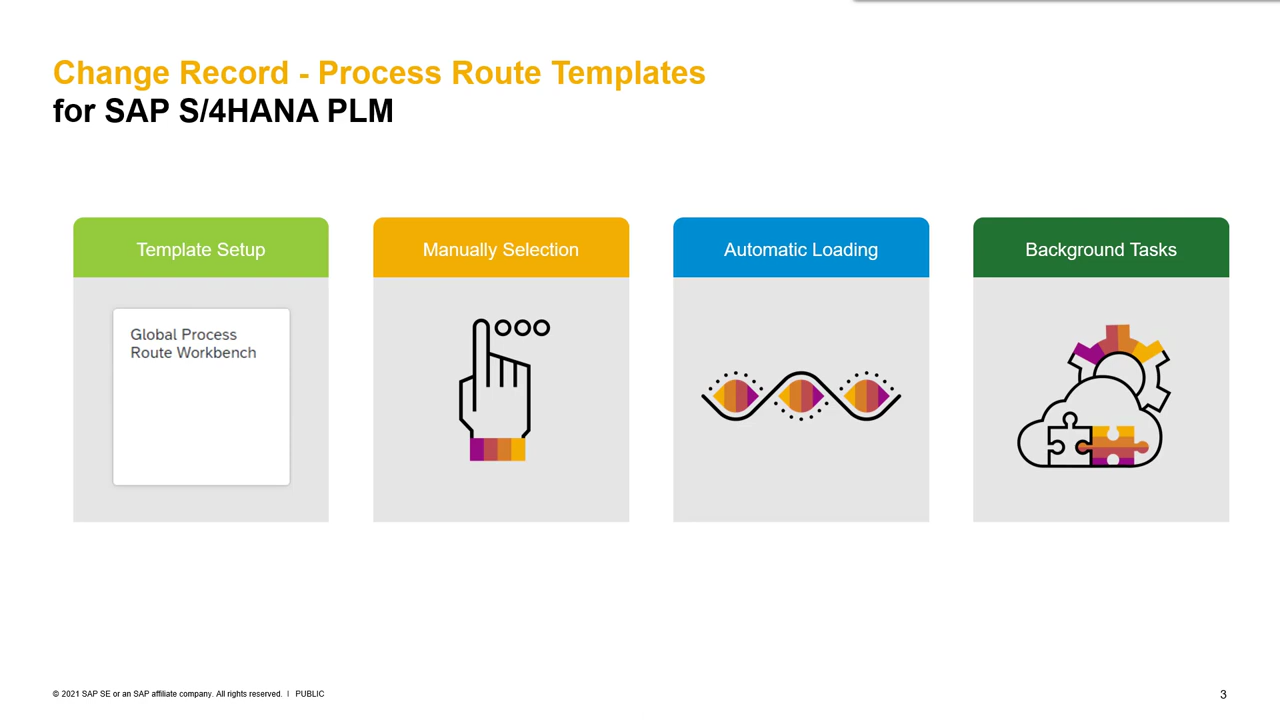 Change Record - Process Route Templates
for SAP S/4HANA PLM
Template Setup
Manually Selection
Automatic Loading
Background Tasks
Global Process
Route Workbench
© 2021 SAP SE or an SAP affiliate company. All rights reserved. I PUBLIC
3